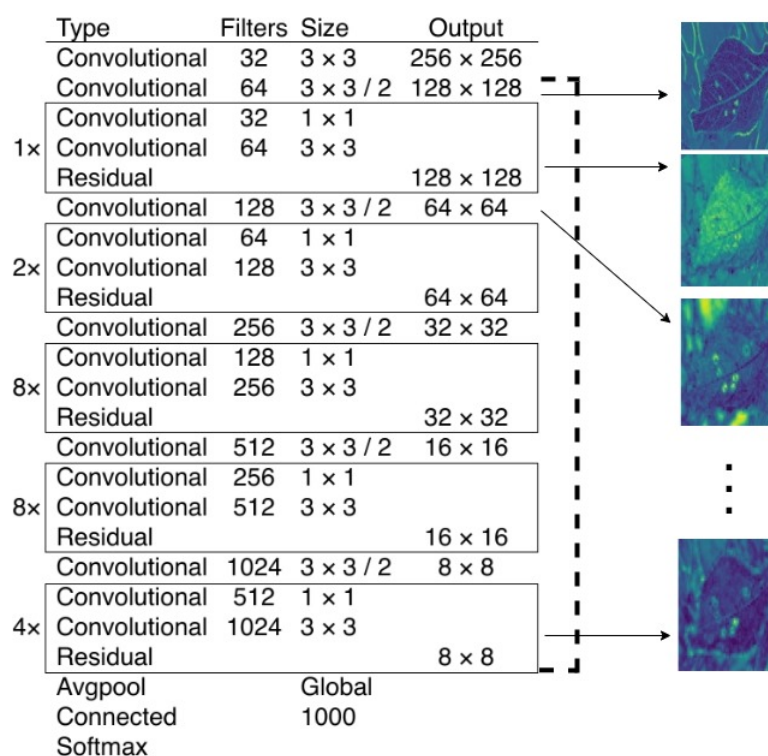 Type Filters Size Output
Convolutional 32 3 × 3 256 × 256
Convolutional 64 3 × 3 / 2 128 × 128
Convolutional 32 1 × 1
1× Convolutional 64 3 × 3
Residual 128 × 128
Convolutional 128 3 × 3 / 2 64 × 64
Convolutional 64 1 × 1
2× Convolutional 128 3 × 3
Residual 64 × 64
Convolutional 256 3 × 3 / 2 32 × 32
Convolutional 128 1 × 1
8× Convolutional 256 3 × 3
Residual 32 × 32
Convolutional 512 3 × 3 / 2 16 × 16
Convolutional 256 1 × 1
8× Convolutional 512 3 × 3
Residual 16 × 16
Convolutional 1024 3 × 3 / 2 8 × 8
Convolutional 512 1 × 1
4× Convolutional 1024 3 × 3
Residual 8 × 8
Avgpool Global
Connected 1000
Softmax